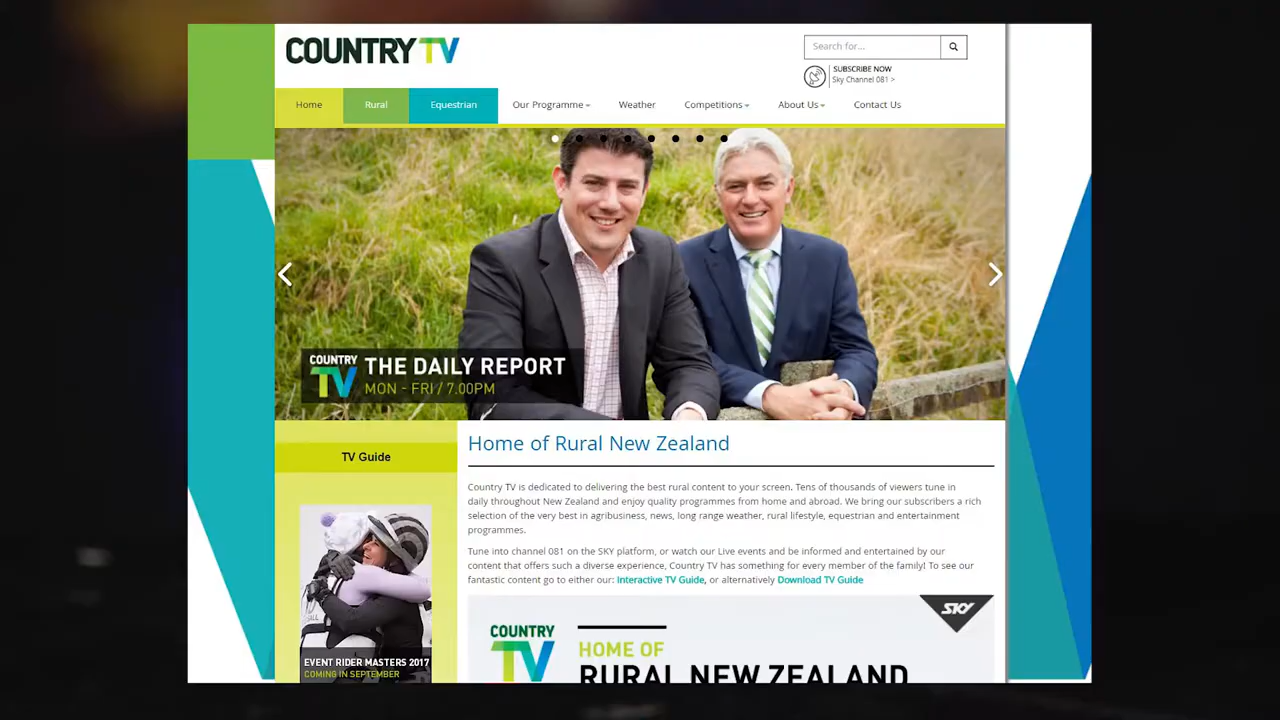 COUNTRY TV
Search for...
SUBSCRIBE NOW
Sky Channel 081 >
Home
Rural
Equestrian
Our Programme
Weather
Competitions
About Us
Contact Us
COUNTRY TV
THE DAILY REPORT
MON - FRI / 7.00PM
TV Guide
EVENT RIDER MASTERS 2017
COMING IN SEPTEMBER
Home of Rural New Zealand
Country TV is dedicated to delivering the best rural content to your screen. Tens of thousands of viewers tune in
daily throughout New Zealand and enjoy quality programmes from home and abroad. We bring our subscribers a rich
selection of the very best in agribusiness, news, long range weather, rural lifestyle, equestrian and entertainment
programmes.
Tune into channel 081 on the SKY platform, or watch our Live events and be informed and entertained by our
content that offers such a diverse experience, Country TV has something for every member of the family! To see our
fantastic content go to either our: Interactive TV Guide, or alternatively Download TV Guide
SKY
COUNTRY TV
HOME OF
RURAL NEW ZEALAND